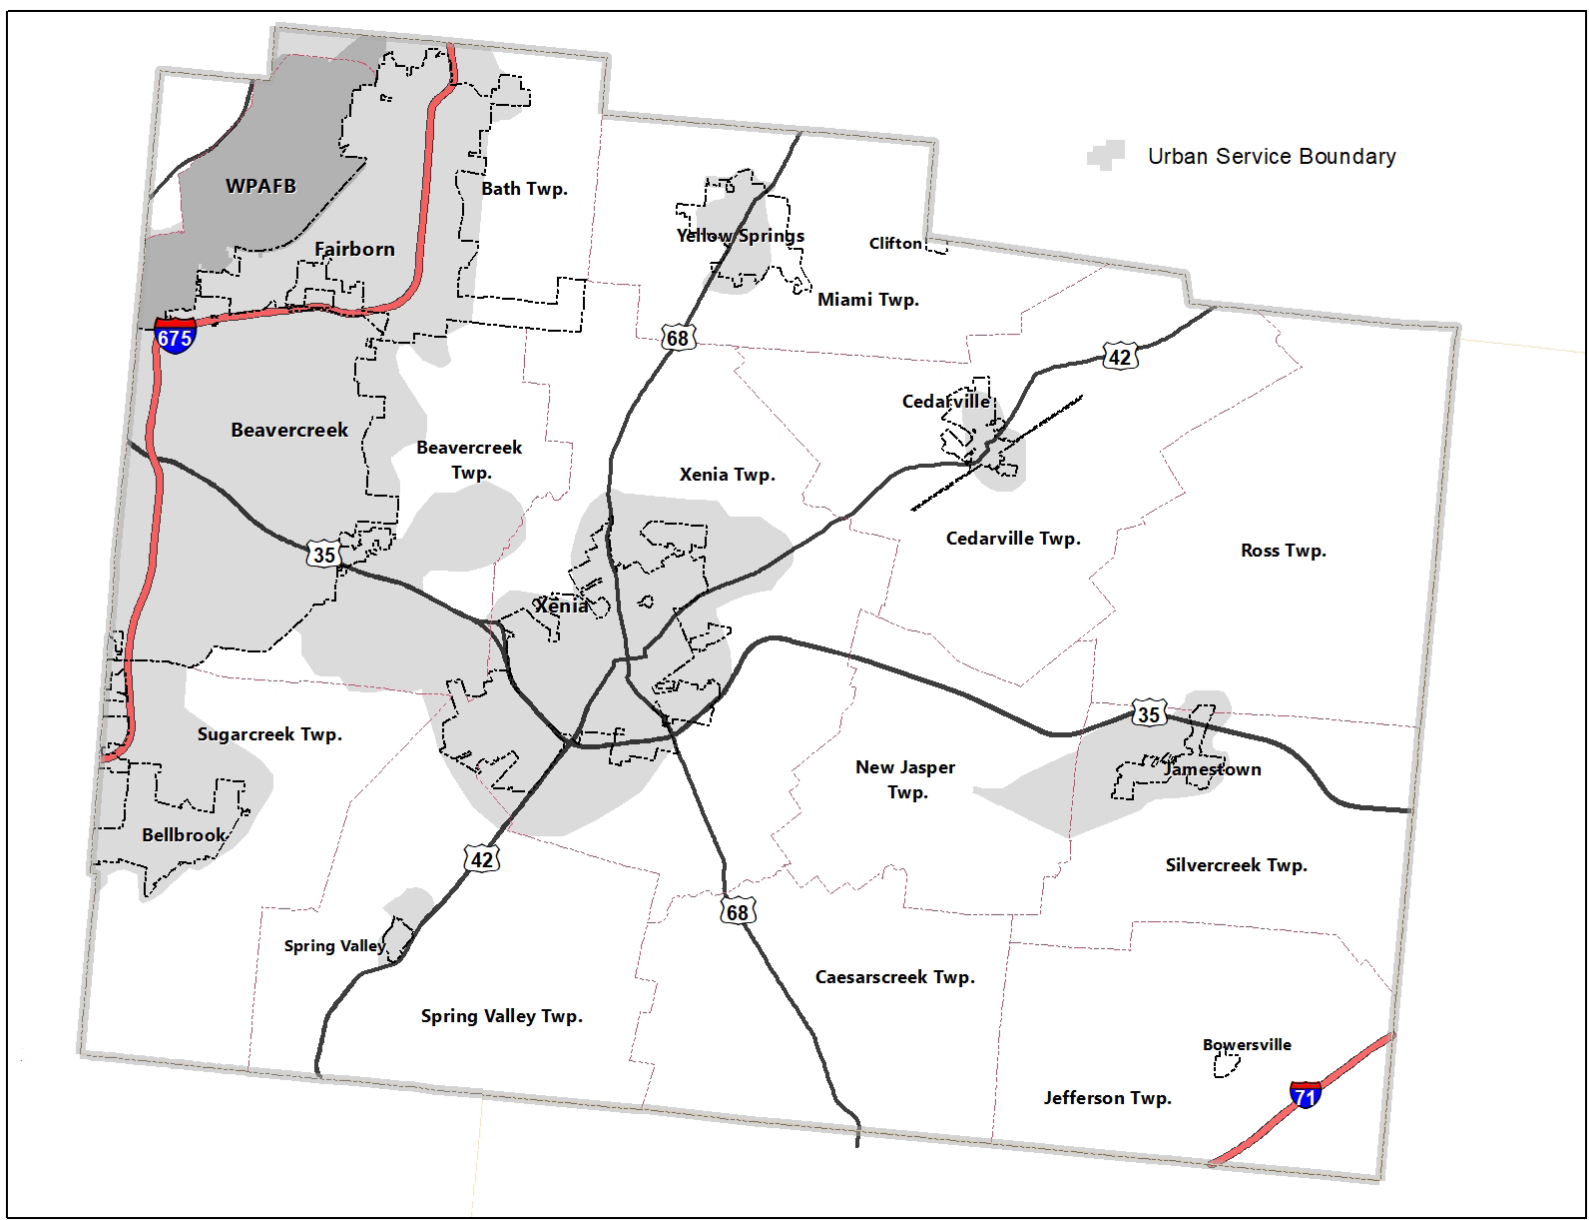 Urban Service Boundary
WPAFB
Bath Twp.
Fairborn
Yellow Springs
Clifton
Miami Twp.
675
68
42
Cedarville
Beavercreek
Beavercreek
Twp.
Xenia Twp.
35
Cedarville Twp.
Ross Twp.
Xenia
35
Sugarcreek Twp.
New Jasper
Twp.
Jamestown
Bellbrook
42
Silvercreek Twp.
68
Spring Valley
Caesarscreek Twp.
Spring Valley Twp.
Bowersville
Jefferson Twp.
71